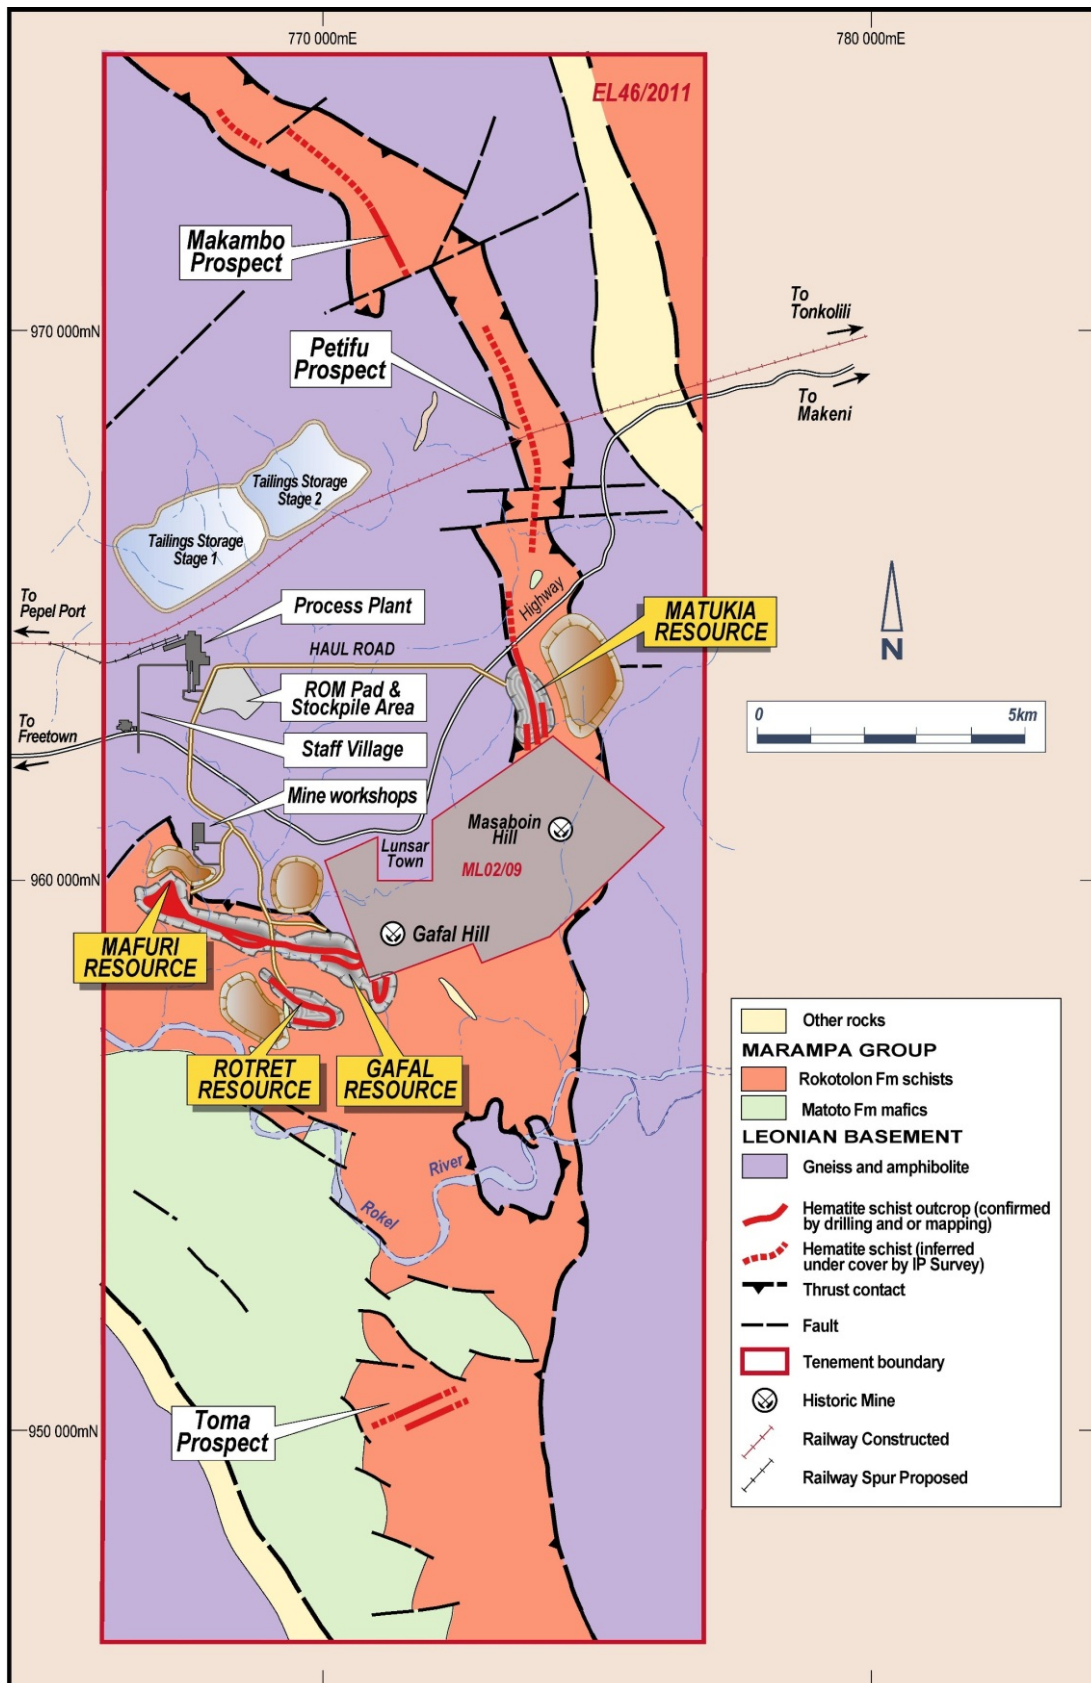 770 000mE
780 000mE
EL46/2011
Makambo
Prospect
970 000mN
To
Tonkolili
Petifu
Prospect
To
Makeni
Tailings Storage
Stage 2
Tailings Storage
Stage 1
Highway
To
Pepel Port
Process Plant
MATUKIA
RESOURCE
HAUL ROAD
N
ROM Pad &
Stockpile Area
To
Freetown
Staff Village
0
5km
Mine workshops
Masaboin
Hill
Lunsar
Town
ML02/09
960 000mN
Gafal Hill
MAFURI
RESOURCE
ROTRET
RESOURCE
GAFAL
RESOURCE
River
Rokel
Toma
Prospect
950 000mN
Other rocks
MARAMPA GROUP
Rokotolon Fm schists
Matoto Fm mafics
LEONIAN BASEMENT
Gneiss and amphibolite
Hematite schist outcrop (confirmed
by drilling and or mapping)
Hematite schist (inferred
under cover by IP Survey)
Thrust contact
Fault
Tenement boundary
Historic Mine
Railway Constructed
Railway Spur Proposed